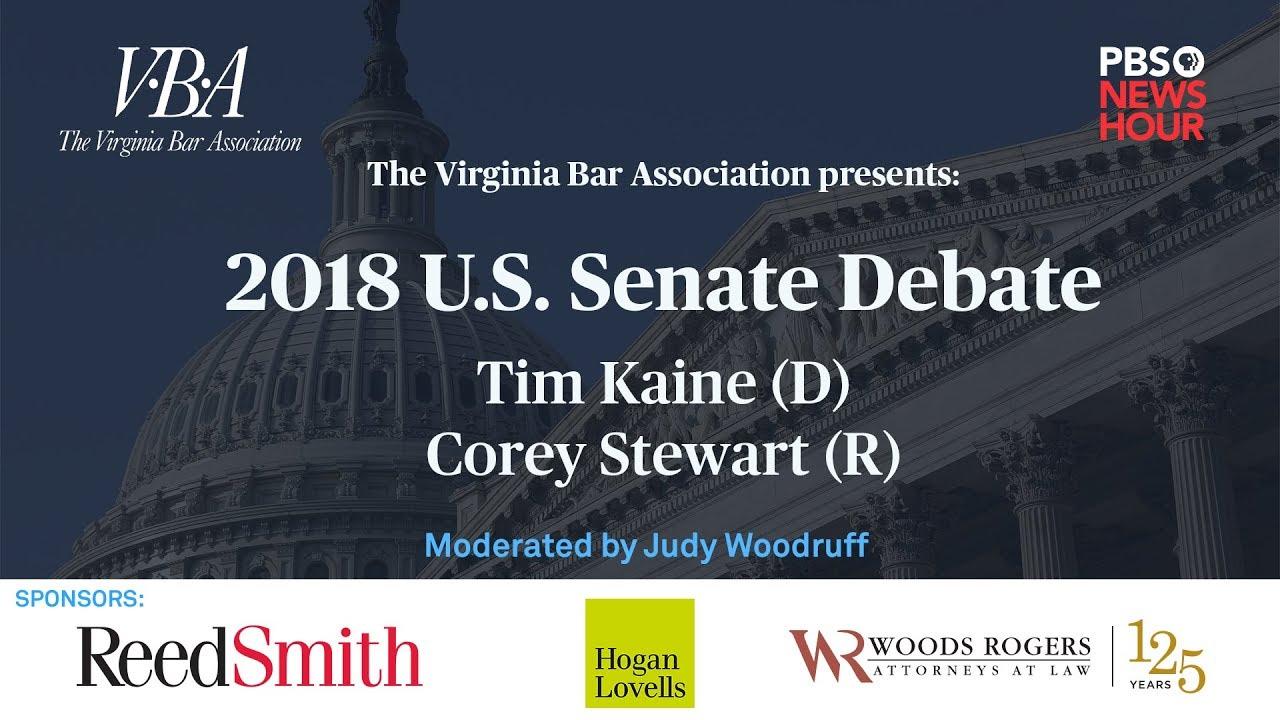 V·B·A
The Virginia Bar Association
PBS
NEWS
HOUR
The Virginia Bar Association presents:
2018 U.S. Senate Debate
Tim Kaine (D)
Corey Stewart (R)
Moderated by Judy Woodruff
SPONSORS:
ReedSmith
Hogan
Lovells
WR WOODS ROGERS
ATTORNEYS AT LAW
125
YEARS